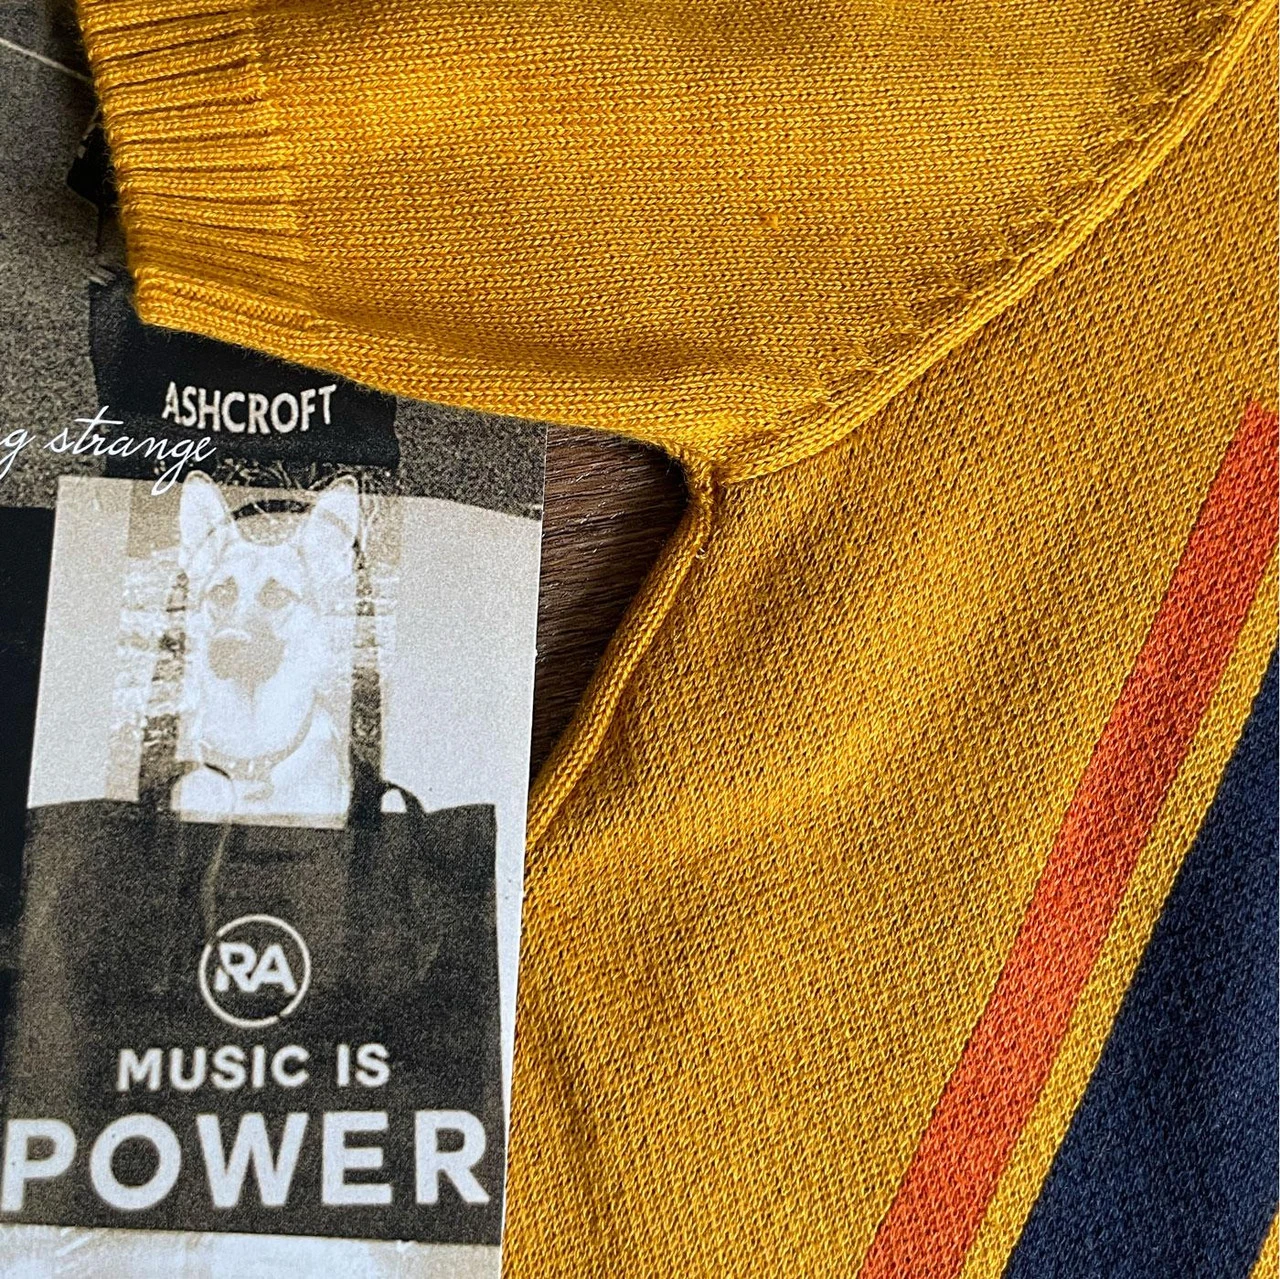 ASHCROFT
strange
RA
MUSIC IS
POWER